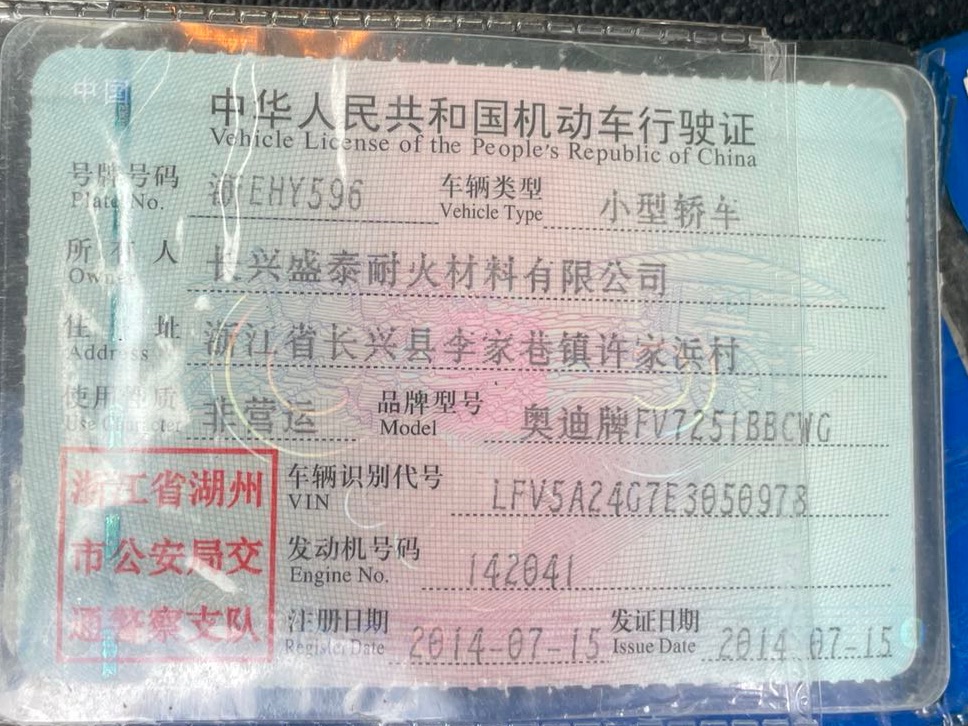 中国
中华人民共和国机动车行驶证
Vehicle License of the People's Republic of China
号牌号码 浙EHY596 车辆类型 小型轿车
Plate No. Vehicle Type
所有人 长兴盛泰耐火材料有限公司
Owner
住址 浙江省长兴县李家巷镇许家浜村
Address
使用性质 非营运 品牌型号 奥迪牌FV7251BBCWG
Use Character Model
浙江省湖州
市公安局交
通警察支队
车辆识别代号 LFV5A24G7E3050978
VIN
发动机号码 142041
Engine No.
注册日期 2014-07-15 发证日期 2014-07-15
Register Date Issue Date